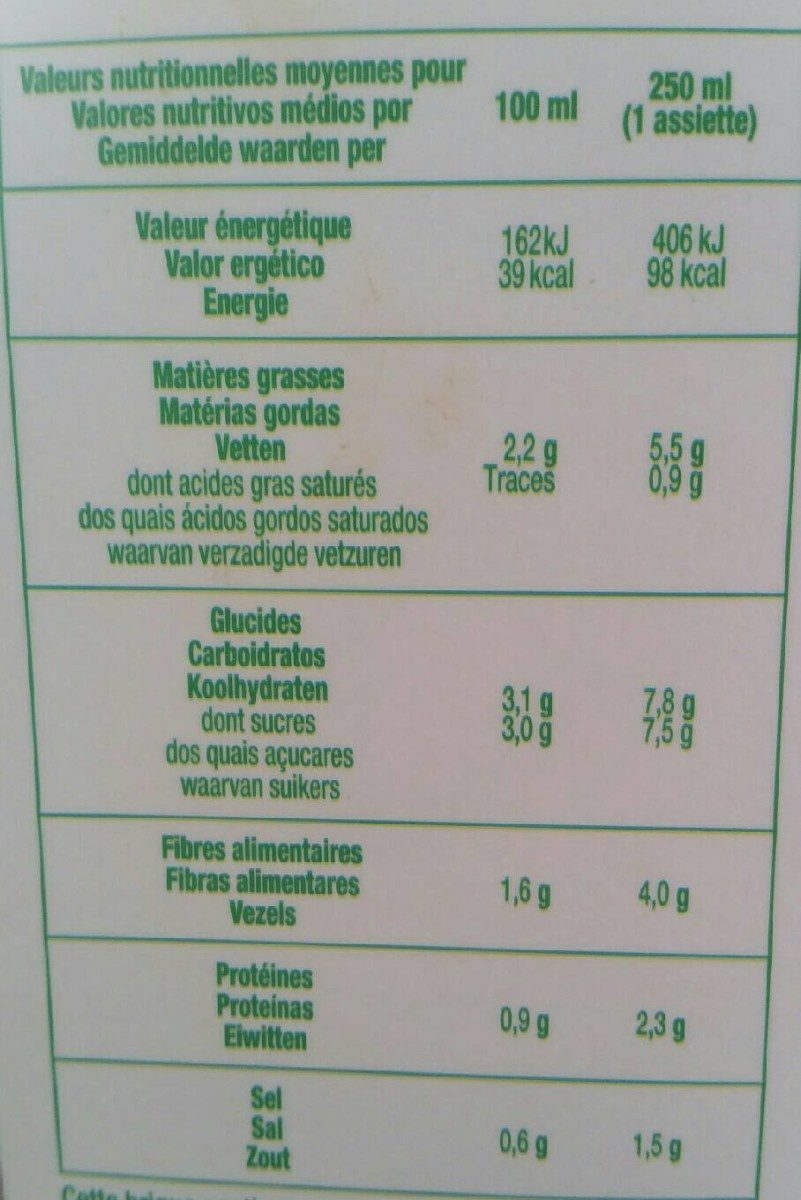 Valeurs nutritionnelles moyennes pour
Valores nutritivos médios por
Gemiddelde waarden per
100 ml
250 ml
(1 assiette)
Valeur énergétique
Valor ergético
Energie
162kJ
39 kcal
406 kJ
98 kcal
Matières grasses
Matérias gordas
Vetten
dont acides gras saturés
dos quais ácidos gordos saturados
waarvan verzadigde vetzuren
2,2 g
Traces
5,5 g
0,9 g
Glucides
Carboidratos
Koolhydraten
dont sucres
dos quais açucares
waarvan suikers
3,1 g
3,0 g
7,8 g
7,5 g
Fibres alimentaires
Fibras alimentares
Vezels
1,6 g
4,0 g
Protéines
Proteínas
Eiwitten
0,9 g
2,3 g
Sel
Sal
Zout
0,6 g
1,5 g
Cette